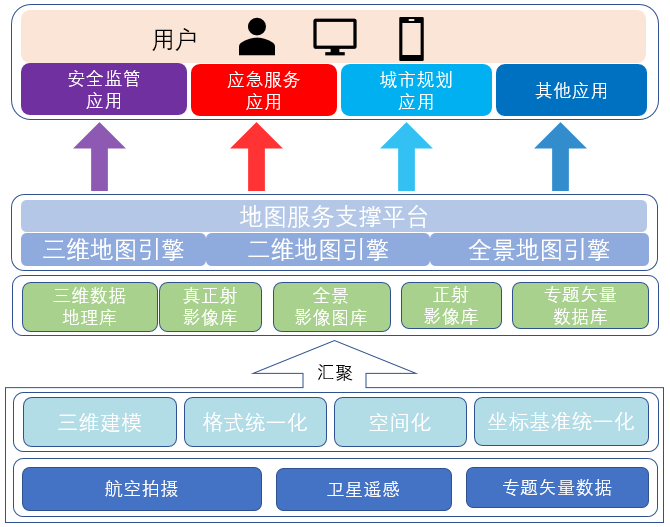 用户
安全监管
应用
应急服务
应用
城市规划
应用
其他应用
地图服务支撑平台
三维地图引擎
二维地图引擎
全景地图引擎
三维数据
地理库
真正射
影像库
全景
影像图库
正射
影像库
专题矢量
数据库
汇聚
三维建模
格式统一化
空间化
坐标基准统一化
航空拍摄
卫星遥感
专题矢量数据